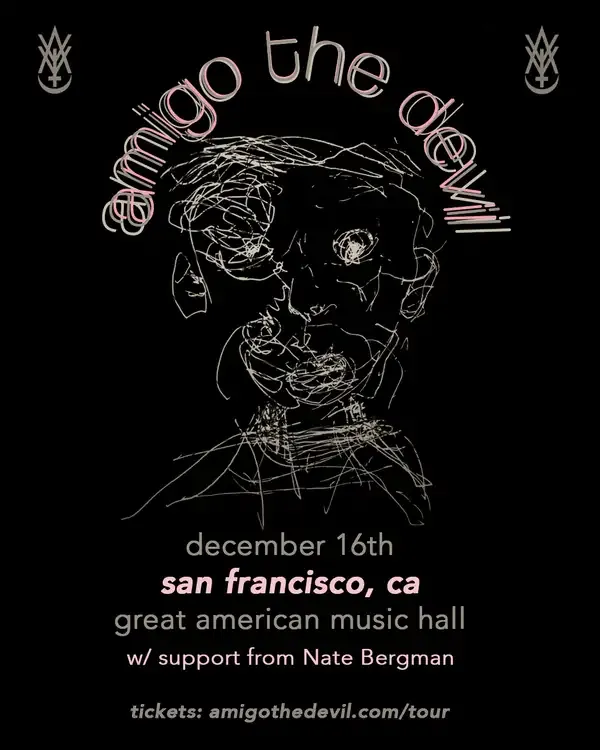 amigo the devil
december 16th
san francisco, ca
great american music hall
w/ support from Nate Bergman
tickets: amigothedevil.com/tour